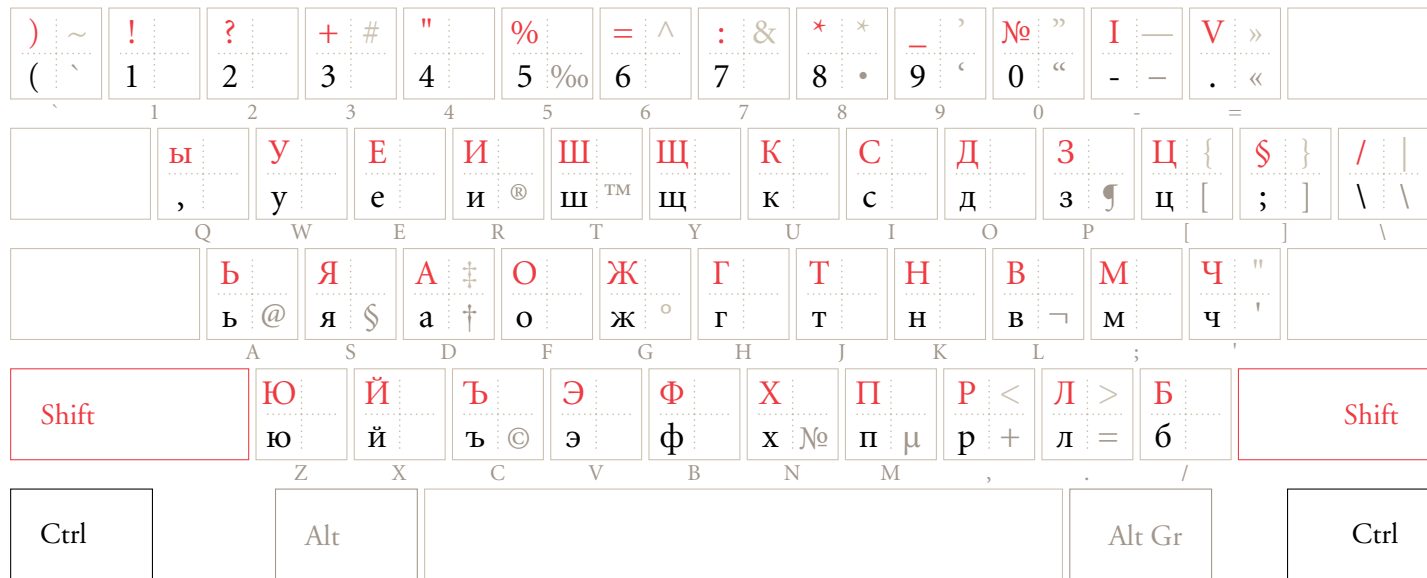 ) ~ ! ? + # " % = ^ : & * * _ ’ № ” I — V »
( ` 1 2 3 4 5 ‰ 6 7 8 • 9 ‘ 0 “ - – . «
` 1 2 3 4 5 6 7 8 9 0 - =
ы У Е И Ш Щ К С Д З Ц { § } / |
, у е и ® ш ™ щ к с д з ¶ ц [ ; ] \ \
Q W E R T Y U I O P [ ] \
Ь Я А ‡ О Ж Г Т Н В М Ч "
ь @ я § а † о ж ° г т н в ¬ м ч '
A S D F G H J K L ; '
Shift Ю Й Ъ Э Ф Х П Р < Л > Б Shift
ю й ъ © э ф х № п µ р + л = б
Z X C V B N M , . /
Ctrl Alt Alt Gr Ctrl